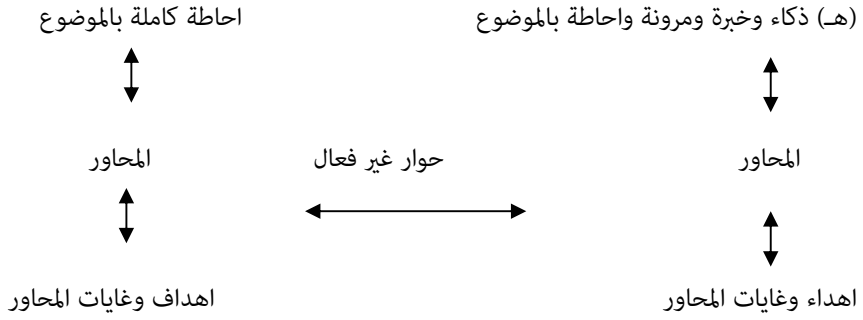 (هـ) ذكاء وخبرة ومرونة واحاطة بالموضوع احاطة كاملة بالموضوع
المحاور حوار غير فعال المحاور
اهداء وغايات المحاور اهداف وغايات المحاور